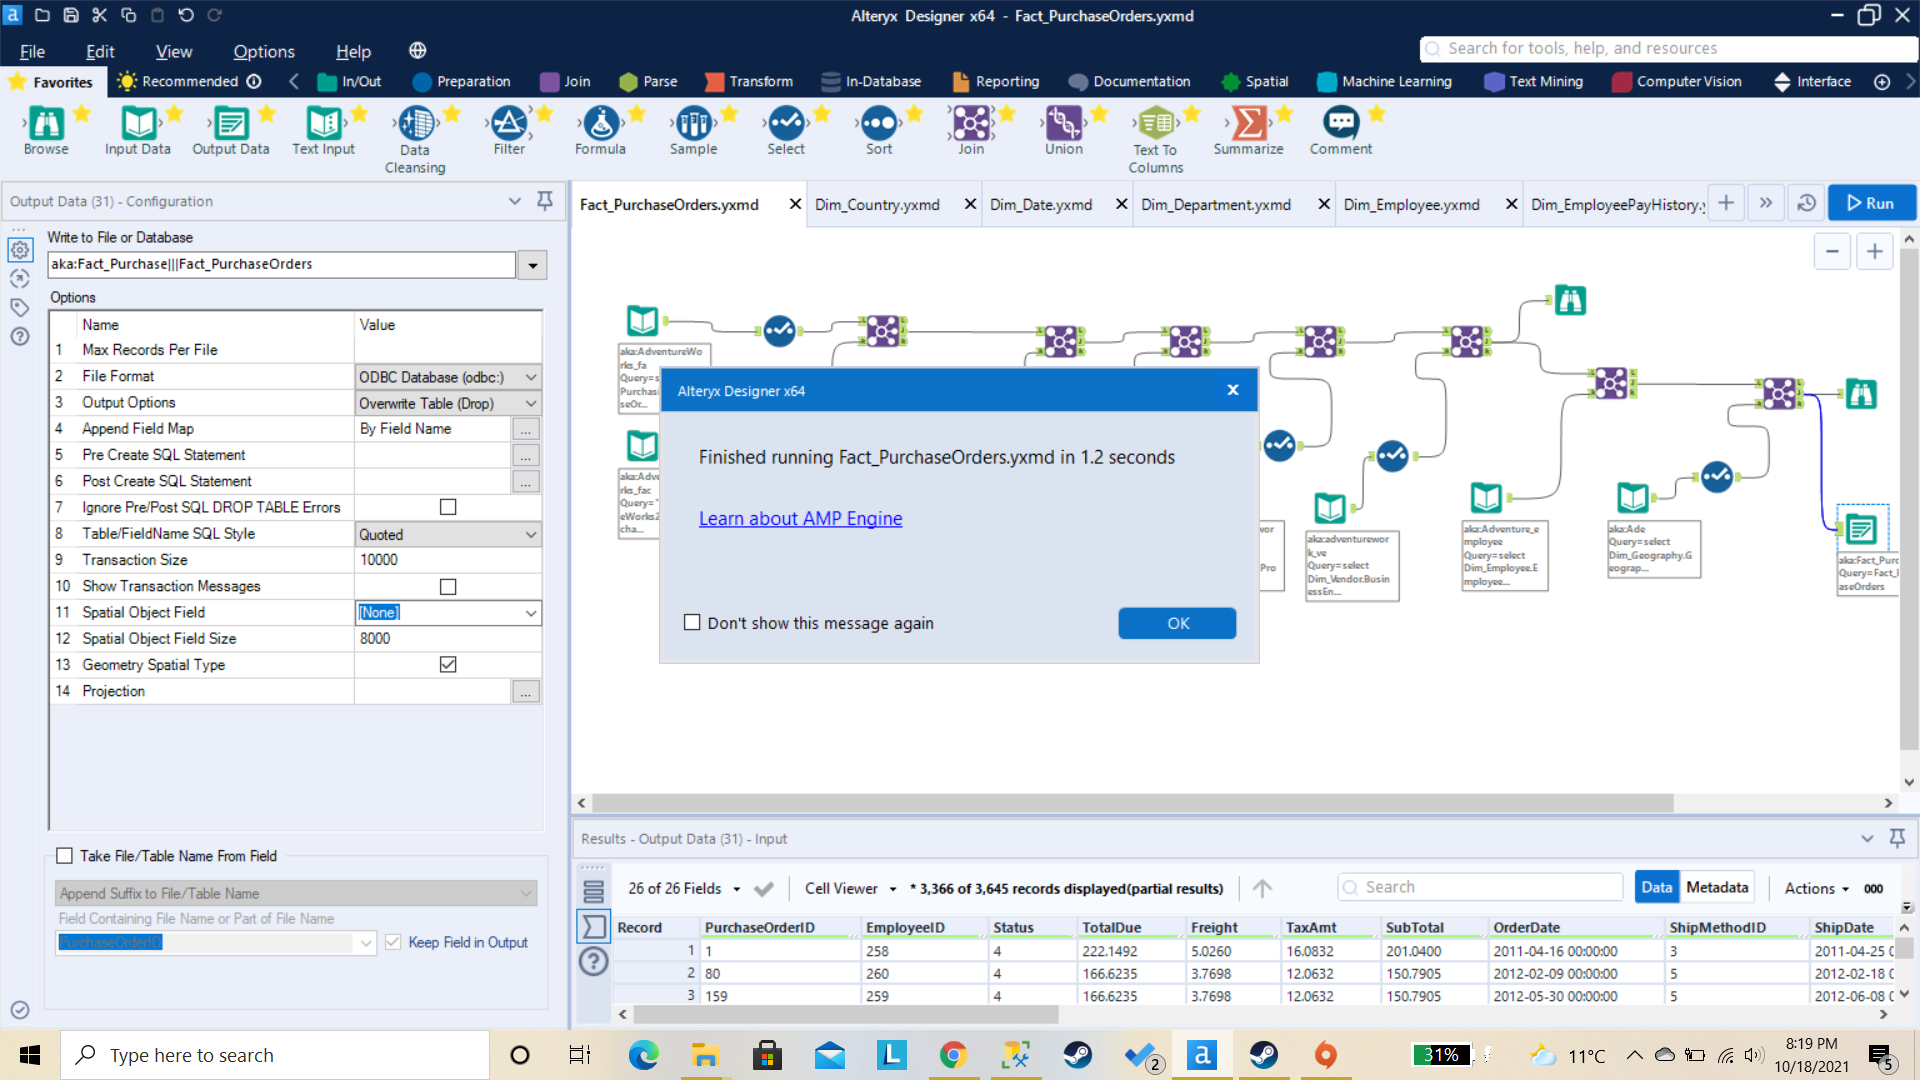 Alteryx Designer x64 - Fact_PurchaseOrders.yxmd
File Edit View Options Help
Search for tools, help, and resources
Favorites Recommended In/Out Preparation Join Parse Transform In-Database Reporting Documentation Spatial Machine Learning Text Mining Computer Vision Interface
Browse Input Data Output Data Text Input Data Cleansing Filter Formula Sample Select Sort Join Union Text To Columns Summarize Comment
Output Data (31) - Configuration
Fact_PurchaseOrders.yxmd Dim_Country.yxmd Dim_Date.yxmd Dim_Department.yxmd Dim_Employee.yxmd Dim_EmployeePayHistory.y
Run
Write to File or Database
aka:Fact_Purchase|||Fact_PurchaseOrders
Options
Name Value
1 Max Records Per File
2 File Format ODBC Database (odbc:)
3 Output Options Overwrite Table (Drop)
4 Append Field Map By Field Name ...
5 Pre Create SQL Statement ...
6 Post Create SQL Statement ...
7 Ignore Pre/Post SQL DROP TABLE Errors
8 Table/FieldName SQL Style Quoted
9 Transaction Size 10000
10 Show Transaction Messages
11 Spatial Object Field [None]
12 Spatial Object Field Size 8000
13 Geometry Spatial Type
14 Projection ...
Take File/Table Name From Field
Append Suffix to File/Table Name
Field Containing File Name or Part of File Name
PurchaseOrderID
Keep Field in Output
aka:AdventureWo
rks_fa
Query=s
Purchas
seOr...
aka:Adve
rks_fac
Query="
eWorks2
cha...
Alteryx Designer x64
Finished running Fact_PurchaseOrders.yxmd in 1.2 seconds
Learn about AMP Engine
Don't show this message again
OK
wor
Pro
aka:adventurewor
k_ve
Query=select
Dim_Vendor.Busin
essEn...
aka:Adventure_e
mployee
Query=select
Dim_Employee.E
mployee...
aka:Ade
Query=select
Dim_Geography.G
eograp...
aka:Fact_Purc
Query=Fact_
aseOrders
Results - Output Data (31) - Input
26 of 26 Fields Cell Viewer * 3,366 of 3,645 records displayed(partial results) Search Data Metadata Actions 000
Record PurchaseOrderID EmployeeID Status TotalDue Freight TaxAmt SubTotal OrderDate ShipMethodID ShipDate
1 1 258 4 222.1492 5.0260 16.0832 201.0400 2011-04-16 00:00:00 3 2011-04-25 0
2 80 260 4 166.6235 3.7698 12.0632 150.7905 2012-02-09 00:00:00 5 2012-02-18 0
3 159 259 4 166.6235 3.7698 12.0632 150.7905 2012-05-30 00:00:00 5 2012-06-08 0
Type here to search
2
31%
11°C
8:19 PM
10/18/2021
5